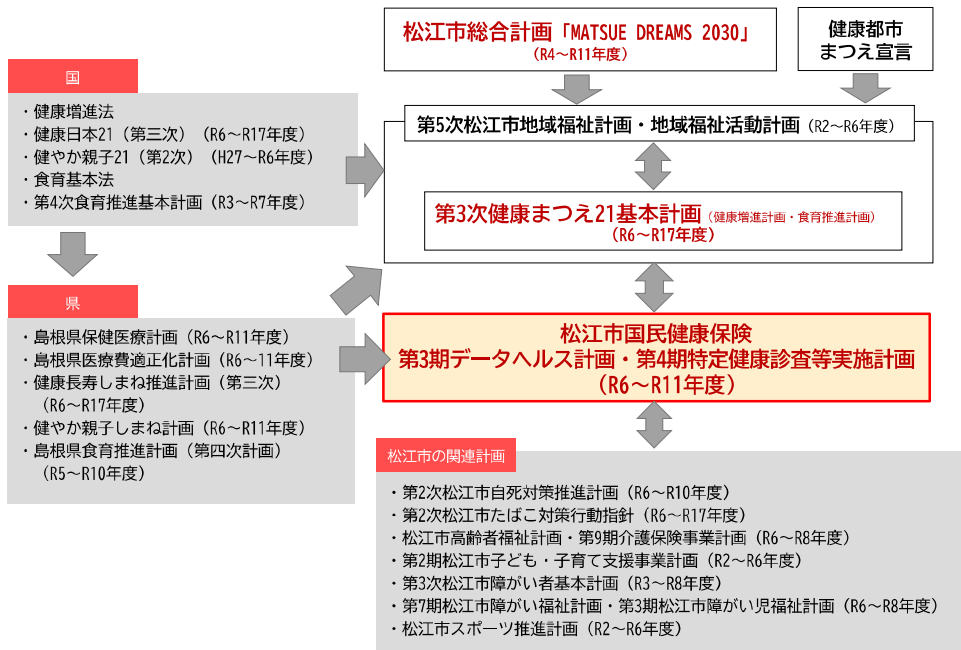 松江市総合計画「MATSUE DREAMS 2030」
（R4～R11年度）
健康都市
まつえ宣言
国
・健康増進法
・健康日本21（第三次）（R6～R17年度）
・健やか親子21（第2次）（H27～R6年度）
・食育基本法
・第4次食育推進基本計画（R3～R7年度）
第5次松江市地域福祉計画・地域福祉活動計画（R2～R6年度）
第3次健康まつえ21基本計画（健康増進計画・食育推進計画）
（R6～R17年度）
県
・島根県保健医療計画（R6～R11年度）
・島根県医療費適正化計画（R6～11年度）
・健康長寿しまね推進計画（第三次）
（R6～R17年度）
・健やか親子しまね計画（R6～R11年度）
・島根県食育推進計画（第四次計画）
（R5～R10年度）
松江市国民健康保険
第3期データヘルス計画・第4期特定健康診査等実施計画
（R6～R11年度）
松江市の関連計画
・第2次松江市自死対策推進計画（R6～R10年度）
・第2次松江市たばこ対策行動指針（R6～R17年度）
・松江市高齢者福祉計画・第9期介護保険事業計画（R6～R8年度）
・第2期松江市子ども・子育て支援事業計画（R2～R6年度）
・第3次松江市障がい者基本計画（R3～R8年度）
・第7期松江市障がい福祉計画・第3期松江市障がい児福祉計画（R6～R8年度）
・松江市スポーツ推進計画（R2～R6年度）